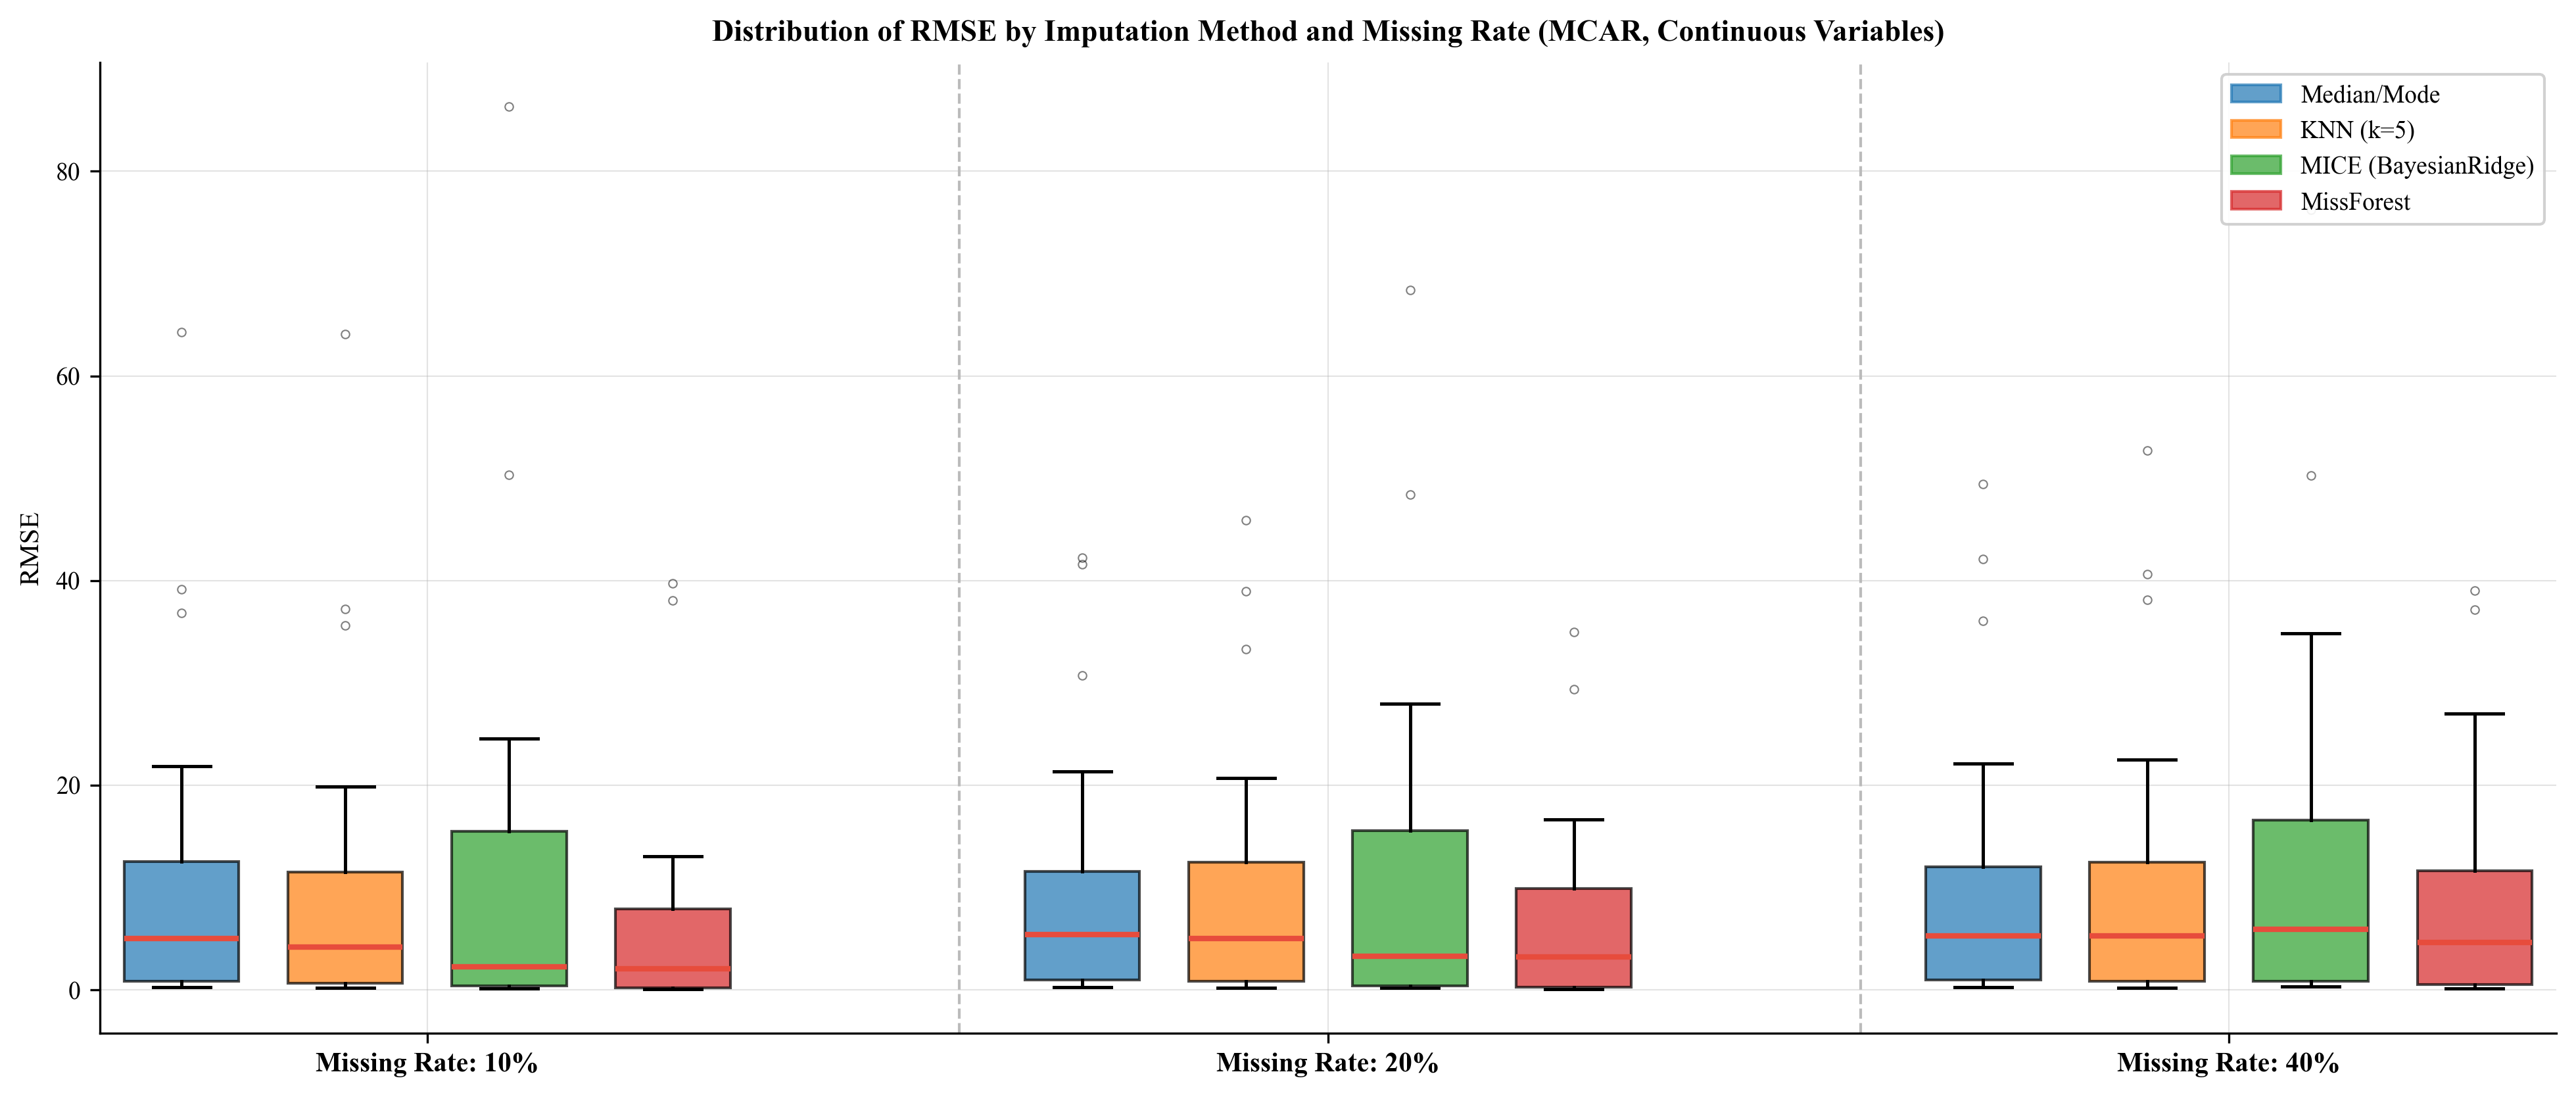 Distribution of RMSE by Imputation Method and Missing Rate (MCAR, Continuous Variables)
Median/Mode
KNN (k=5)
MICE (BayesianRidge)
MissForest
RMSE
80
60
40
20
0
Missing Rate: 10%
Missing Rate: 20%
Missing Rate: 40%